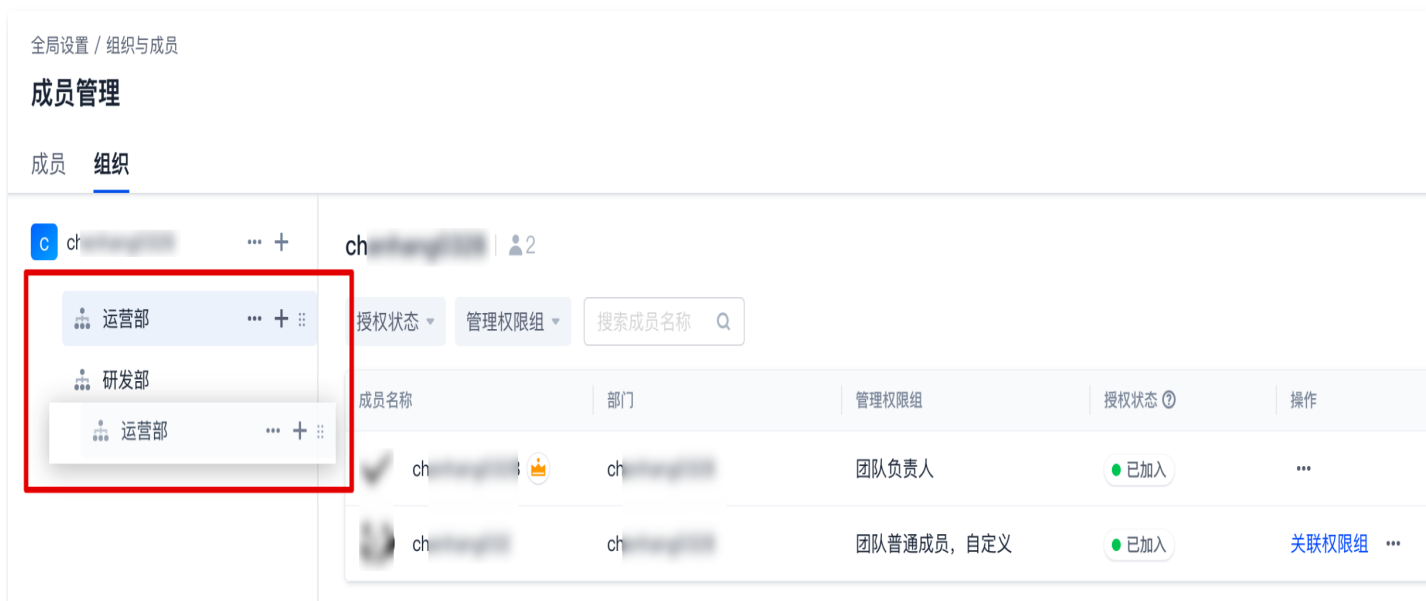 全局设置 / 组织与成员
成员管理
成员 组织
C ch ··· +
ch 2
运营部 ··· +
授权状态 管理权限组 搜索成员名称
研发部
成员名称 部门 管理权限组 授权状态 操作
运营部 ··· +
ch ch 团队负责人 已加入 ···
ch ch 团队普通成员，自定义 已加入 关联权限组 ···